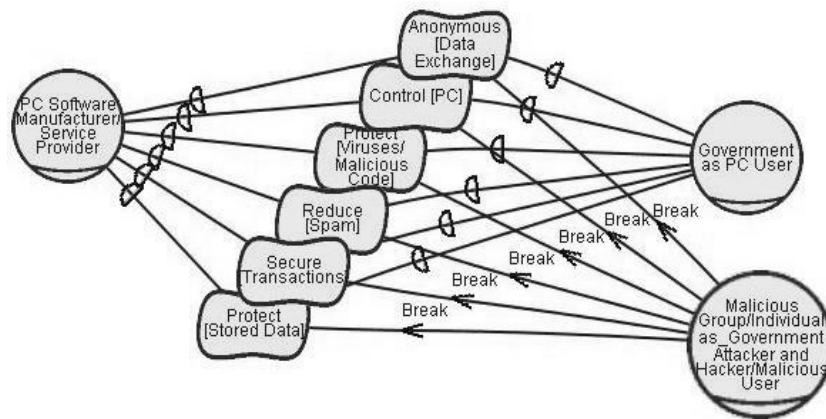 Anonymous
[Data
Exchange]
Control [PC]
PC Software
Manufacturer/
Service
Provider
Protect
[Viruses/
Malicious
Code]
Government
as PC User
Reduce
[Spam]
Break
Break
Break
Break
Break
Break
Secure
Transactions
Protect
[Stored Data]
Malicious
Group/Individual
as_Government
Attacker and
Hacker/Malicious
User